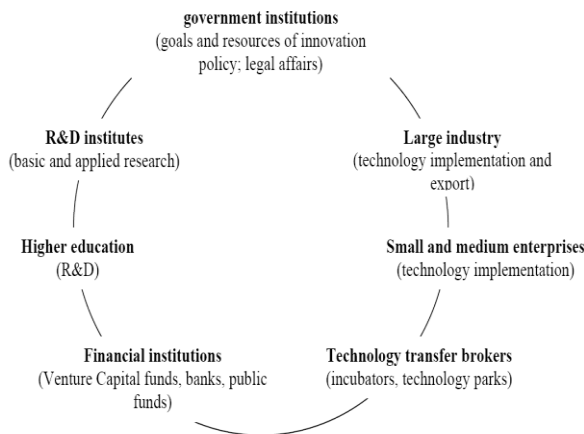 government institutions
(goals and resources of innovation
policy; legal affairs)
R&D institutes
(basic and applied research)
Large industry
(technology implementation and
export)
Higher education
(R&D)
Small and medium enterprises
(technology implementation)
Financial institutions
(Venture Capital funds, banks, public
funds)
Technology transfer brokers
(incubators, technology parks)